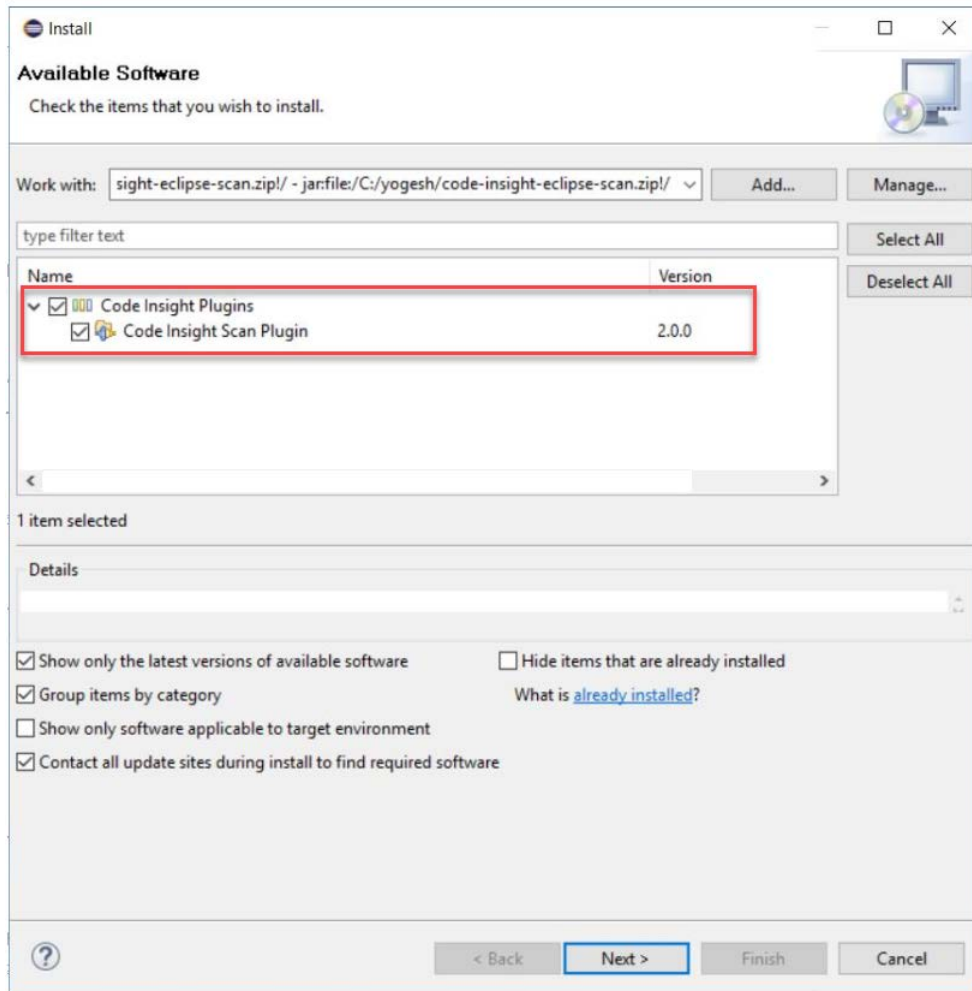 Install
Available Software
Check the items that you wish to install.
Work with: sight-eclipse-scan.zip!/ - jar:file:/C:/yogesh/code-insight-eclipse-scan.zip!/ Add... Manage...
type filter text Select All
Name Version Deselect All
Code Insight Plugins
Code Insight Scan Plugin 2.0.0
1 item selected
Details
Show only the latest versions of available software Hide items that are already installed
Group items by category What is already installed?
Show only software applicable to target environment
Contact all update sites during install to find required software
? < Back Next > Finish Cancel